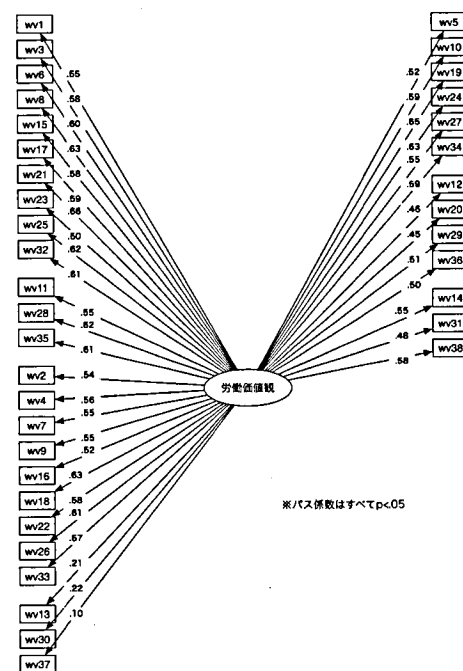 wv1
wv3
wv6
wv8
wv15
wv17
wv21
wv23
wv25
wv32
wv11
wv28
wv35
wv2
wv4
wv7
wv9
wv16
wv18
wv22
wv26
wv33
wv13
wv30
wv37
.55
.58
.60
.63
.58
.59
.66
.50
.62
.61
.55
.62
.61
.54
.56
.55
.55
.52
.63
.58
.61
.57
.21
.22
.10
労働価値観
wv5
wv10
wv19
wv24
wv27
wv34
wv12
wv20
wv29
wv36
wv14
wv31
wv38
.52
.59
.65
.63
.55
.59
.46
.45
.51
.50
.55
.48
.58
※パス係数はすべてp<.05